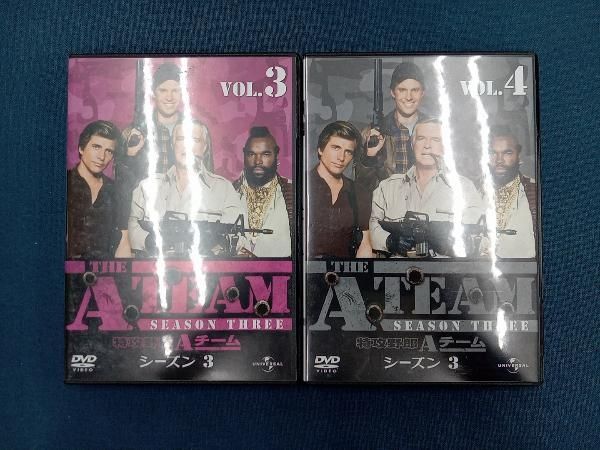 VOL.3
THE
A TEAM
SEASON THREE
特攻野郎Aチーム
シーズン 3
DVD
VIDEO
UNIVERSAL
VOL.4
THE
A TEAM
SEASON THREE
特攻野郎Aチーム
シーズン 3
DVD
VIDEO
UNIVERSAL